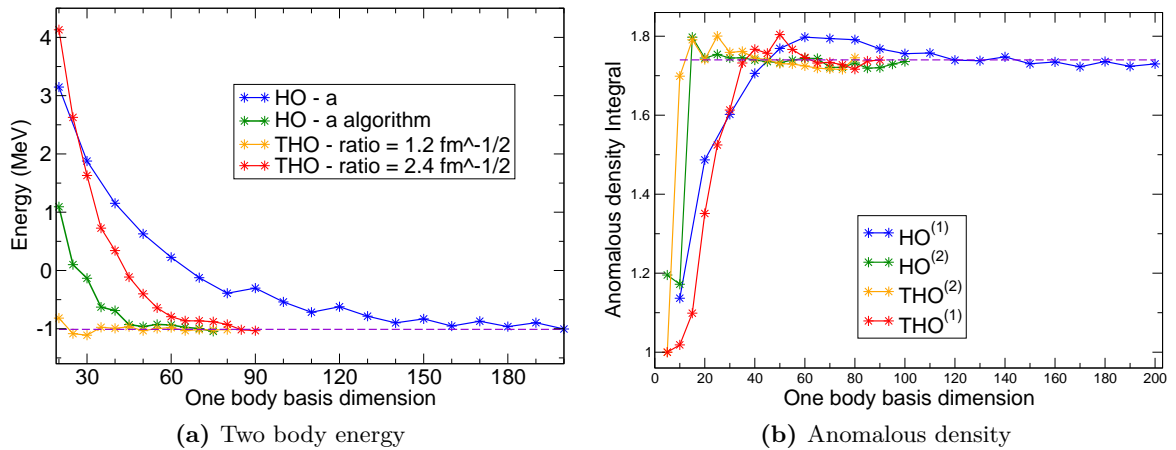 4
3
2
1
0
-1
Energy (MeV)
30 60 90 120 150 180
One body basis dimension
HO - a
HO - a algorithm
THO - ratio = 1.2 fm^-1/2
THO - ratio = 2.4 fm^-1/2
(a) Two body energy
1.8
1.6
1.4
1.2
1
Anomalous density Integral
0 20 40 60 80 100 120 140 160 180 200
One body basis dimension
HO(1)
HO(2)
THO(2)
THO(1)
(b) Anomalous density